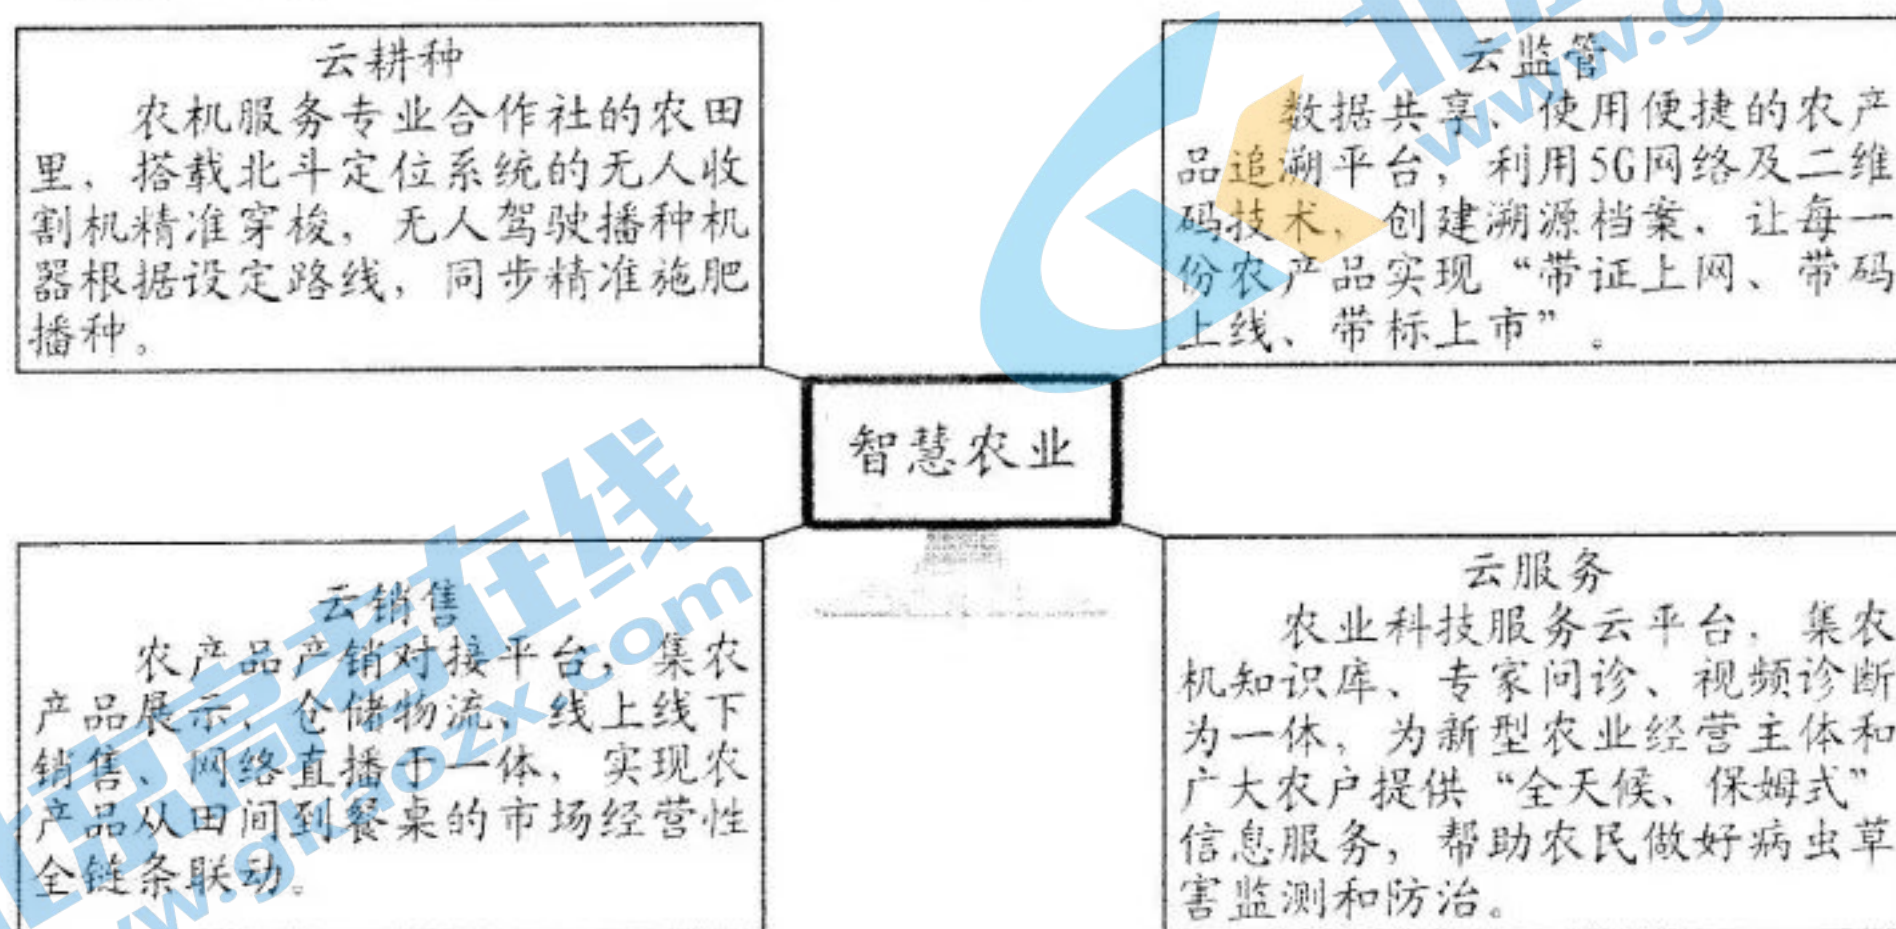 云耕种
农机服务专业合作社的农田
里，搭载北斗定位系统的无人收
割机精准穿梭，无人驾驶播种机
器根据设定路线，同步精准施肥
播种。
云监管
数据共享、使用便捷的农产
品追溯平台，利用5G网络及二维
码技术，创建溯源档案，让每一
份农产品实现“带证上网、带码
上线、带标上市”。
智慧农业
云销售
农产品产销对接平台，集农
产品展示、仓储物流、线上线下
销售、网络直播于一体，实现农
产品从田间到餐桌的市场经营性
全链条联动。
云服务
农业科技服务云平台，集农
机知识库、专家问诊、视频诊断
为一体，为新型农业经营主体和
广大农户提供“全天候、保姆式”
信息服务，帮助农民做好病虫草
害监测和防治。
北京高考在线
www.gkaozx.com
www.g